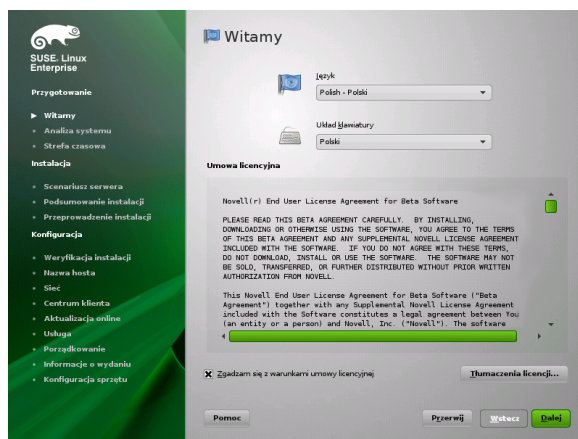 SUSE. Linux
Enterprise
Przygotowanie
Witamy
Analiza systemu
Strefa czasowa
Instalacja
Scenariusz serwera
Podsumowanie instalacji
Przeprowadzenie instalacji
Konfiguracja
Weryfikacja instalacji
Nazwa hosta
Sieć
Centrum klienta
Aktualizacja online
Usługa
Porządkowanie
Informacje o wydaniu
Konfiguracja sprzętu
Witamy
Język
Polish - Polski
Układ klawiatury
Polski
Umowa licencyjna
Novell(r) End User License Agreement for Beta Software
PLEASE READ THIS BETA AGREEMENT CAREFULLY. BY INSTALLING,
DOWNLOADING OR OTHERWISE USING THE SOFTWARE, YOU AGREE TO THE TERMS
OF THIS BETA AGREEMENT AND ANY SUPPLEMENTAL NOVELL LICENSE AGREEMENT
INCLUDED WITH THE SOFTWARE. IF YOU DO NOT AGREE WITH THESE TERMS,
DO NOT DOWNLOAD, INSTALL OR USE THE SOFTWARE. THE SOFTWARE MAY NOT
BE SOLD, TRANSFERRED, OR FURTHER DISTRIBUTED WITHOUT PRIOR WRITTEN
AUTHORIZATION FROM NOVELL.
This Novell End User License Agreement for Beta Software ("Beta
Agreement") together with any Supplemental Novell License Agreement
included with the Software constitutes a legal agreement between You
(an entity or a person) and Novell, Inc. ("Novell"). The software
Zgadzam się z warunkami umowy licencyjnej
Tłumaczenia licencji...
Pomoc
Przerwij
Wstecz
Dalej